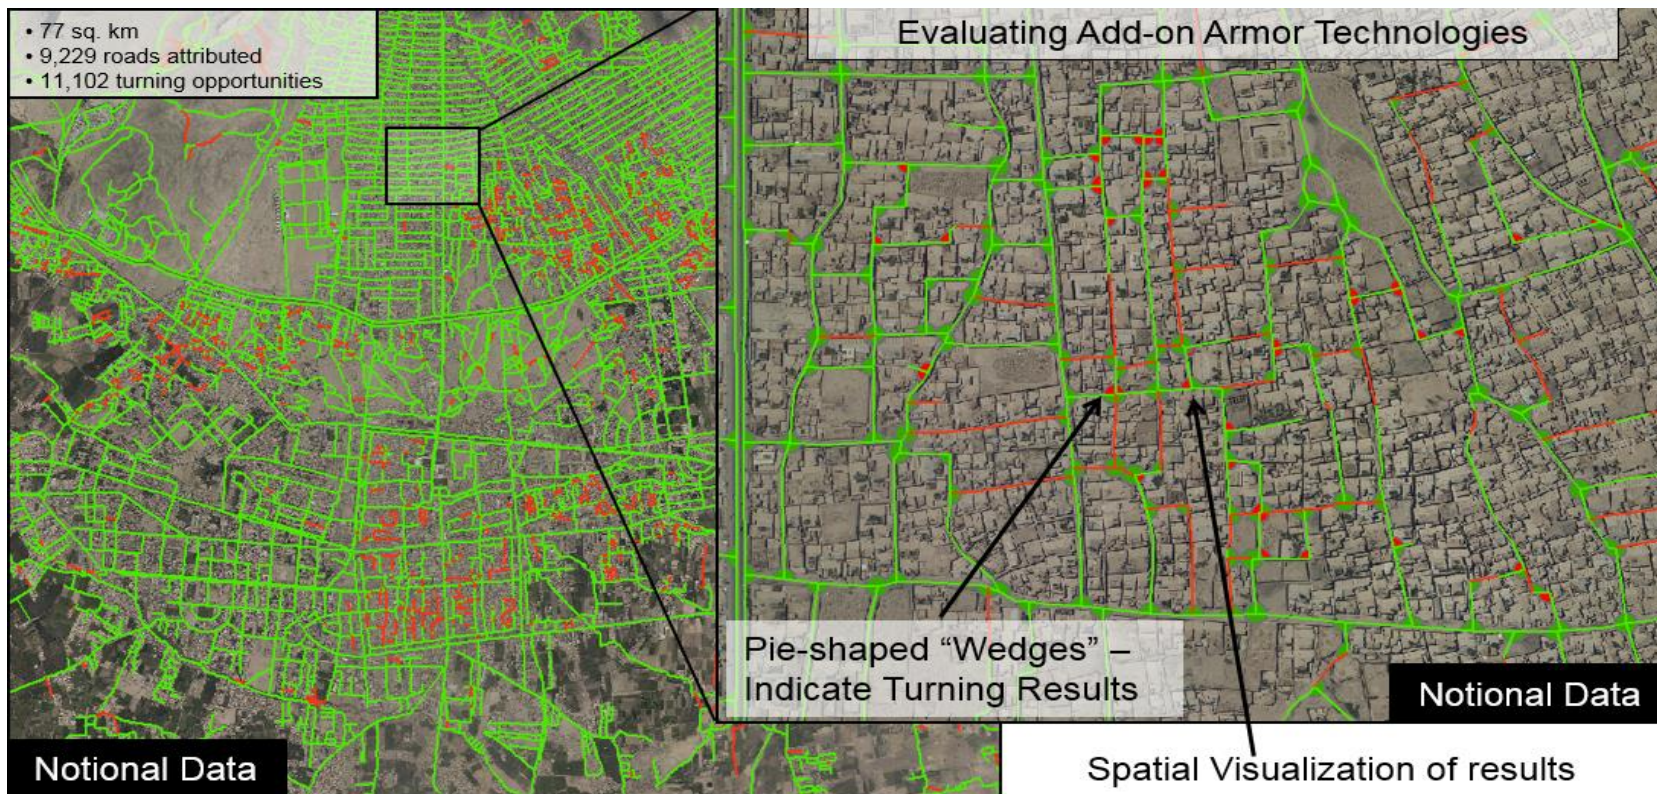 • 77 sq. km
• 9,229 roads attributed
• 11,102 turning opportunities
Evaluating Add-on Armor Technologies
Pie-shaped “Wedges” –
Indicate Turning Results
Notional Data
Notional Data
Spatial Visualization of results